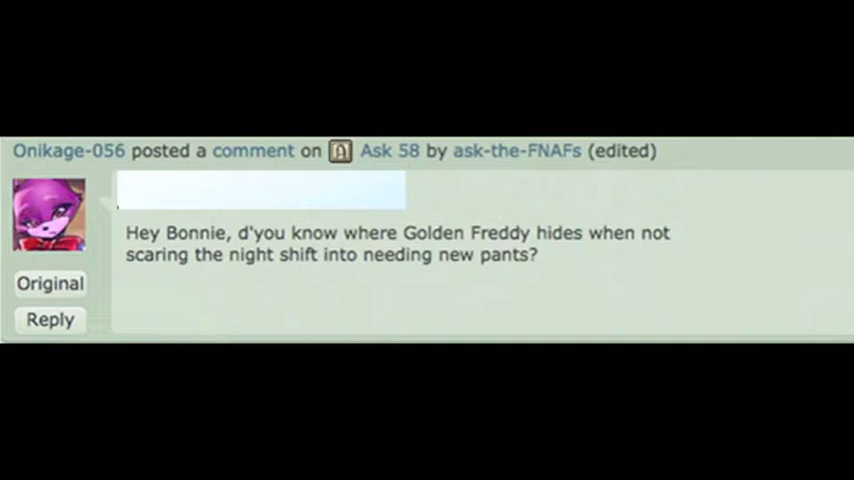 Onikage-056 posted a comment on Ask 58 by ask-the-FNAFs (edited)
Hey Bonnie, d'you know where Golden Freddy hides when not
scaring the night shift into needing new pants?
Original
Reply